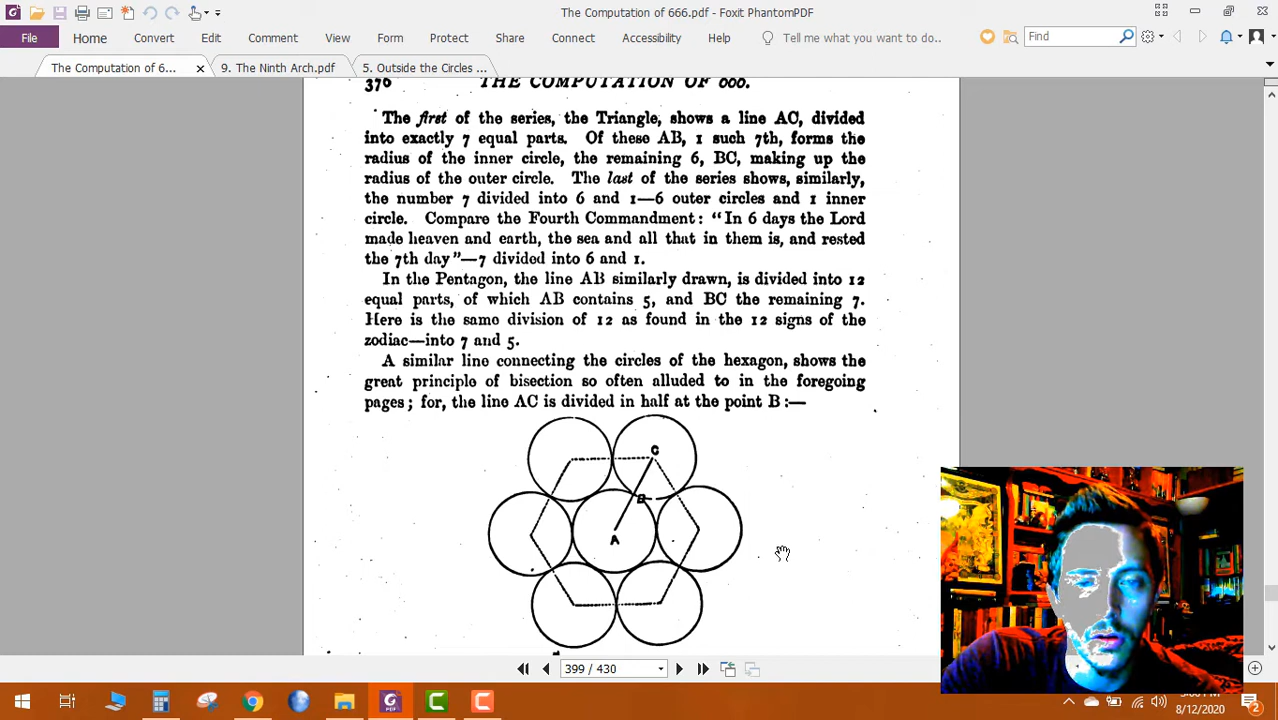 The Computation of 666.pdf - Foxit PhantomPDF
File Home Convert Edit Comment View Form Protect Share Connect Accessibility Help Tell me what you want to do.. Find
The Computation of 6... 9. The Ninth Arch.pdf 5. Outside the Circles ...
376 THE COMPUTATION OF 666.
The first of the series, the Triangle, shows a line AC, divided
into exactly 7 equal parts. Of these AB, 1 such 7th, forms the
radius of the inner circle, the remaining 6, BC, making up the
radius of the outer circle. The last of the series shows, similarly,
the number 7 divided into 6 and 1—6 outer circles and 1 inner
circle. Compare the Fourth Commandment: "In 6 days the Lord
made heaven and earth, the sea and all that in them is, and rested
the 7th day"—7 divided into 6 and 1.
In the Pentagon, the line AB similarly drawn, is divided into 12
equal parts, of which AB contains 5, and BC the remaining 7.
Here is the same division of 12 as found in the 12 signs of the
zodiac—into 7 and 5.
A similar line connecting the circles of the hexagon, shows the
great principle of bisection so often alluded to in the foregoing
pages; for, the line AC is divided in half at the point B:—
C
B
A
399 / 430
8/12/2020
2